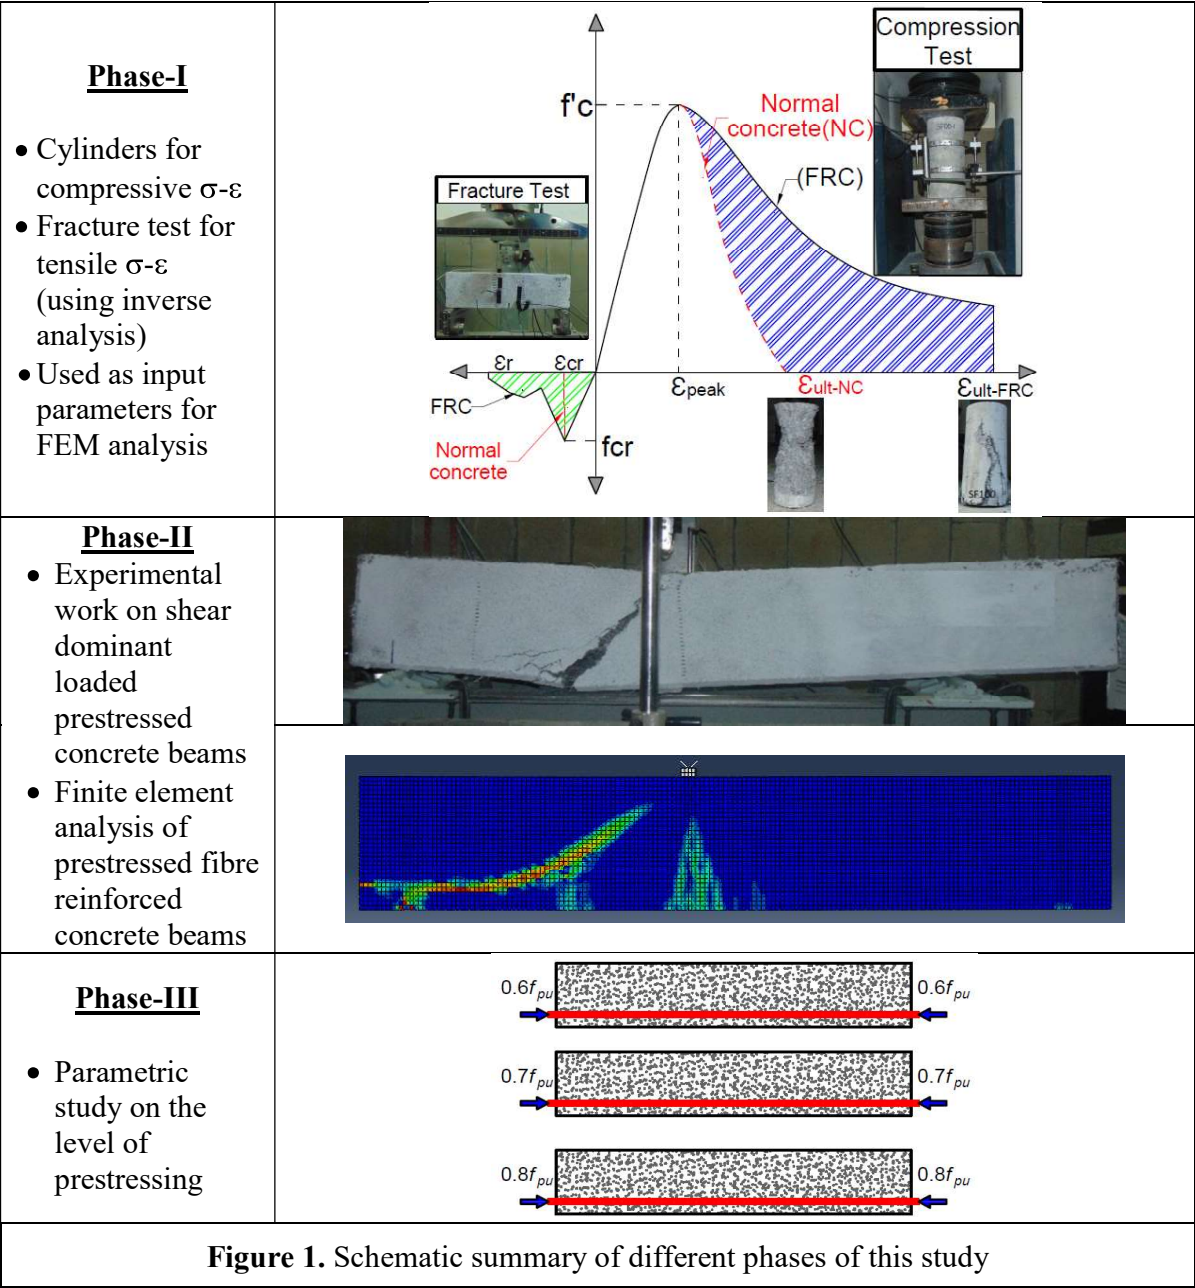 Phase-I
• Cylinders for
compressive σ-ε
• Fracture test for
tensile σ-ε
(using inverse
analysis)
• Used as input
parameters for
FEM analysis
Compression
Test
f'c
Normal
concrete(NC)
(FRC)
Fracture Test
εr
εcr
εpeak
εult-NC
εult-FRC
FRC
Normal
concrete
fcr
SF100
Phase-II
• Experimental
work on shear
dominant
loaded
prestressed
concrete beams
• Finite element
analysis of
prestressed fibre
reinforced
concrete beams
Phase-III
• Parametric
study on the
level of
prestressing
0.6fpu 0.6fpu
0.7fpu 0.7fpu
0.8fpu 0.8fpu
Figure 1. Schematic summary of different phases of this study